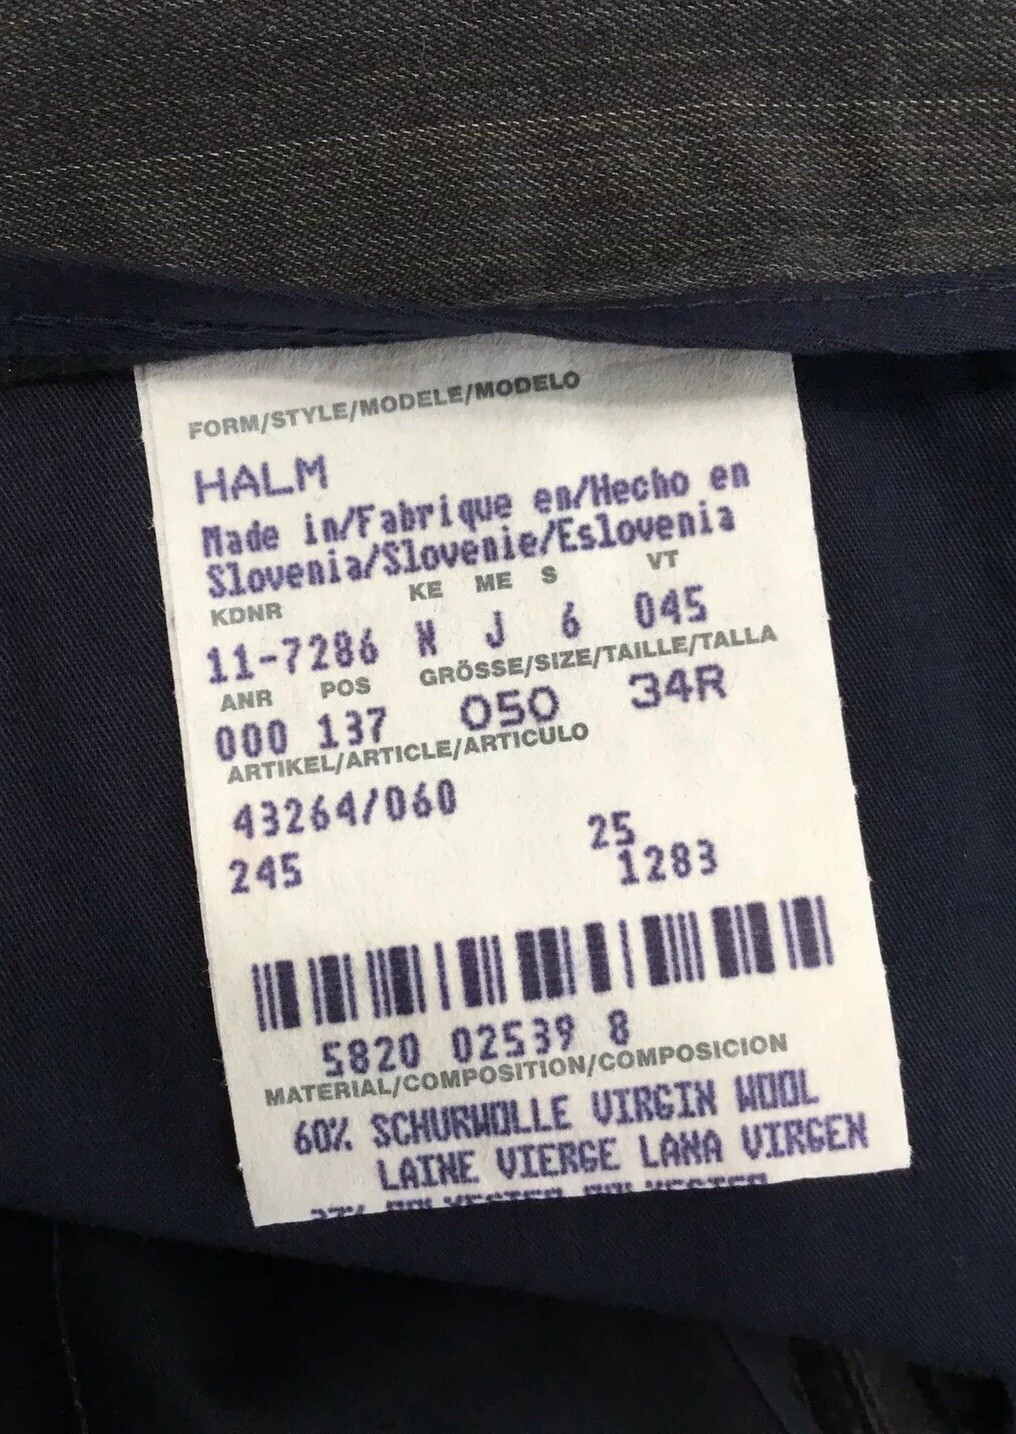 FORM/STYLE/MODELE/MODELO
HALM
Made in/Fabrique en/Hecho en
Slovenia/Slovenie/Eslovenia
KDNR KE ME S VT
11-7286 N J 6 045
ANR POS GRÖSSE/SIZE/TAILLE/TALLA
000 137 050 34R
ARTIKEL/ARTICLE/ARTICULO
43264/060
25
245 1283
5820 02539 8
MATERIAL/COMPOSITION/COMPOSICION
60% SCHURWOLLE VIRGIN WOOL
LAINE VIERGE LANA VIRGEN
POLYESTER POLYESTER